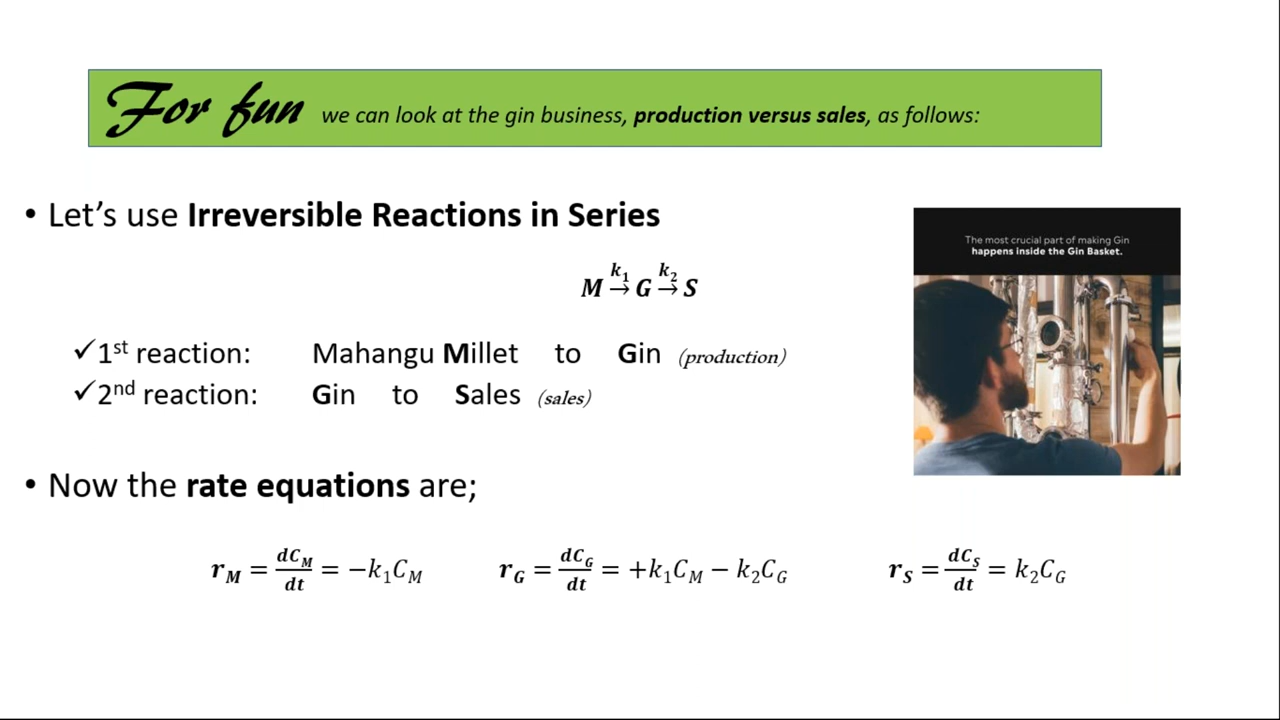 For fun we can look at the gin business, production versus sales, as follows:
• Let’s use Irreversible Reactions in Series
The most crucial part of making Gin
happens inside the Gin Basket.
M →^{k₁} G →^{k₂} S
✓1st reaction: Mahangu Millet to Gin (production)
✓2nd reaction: Gin to Sales (sales)
• Now the rate equations are;
r_M = dC_M/dt = −k₁C_M r_G = dC_G/dt = +k₁C_M − k₂C_G r_S = dC_S/dt = k₂C_G